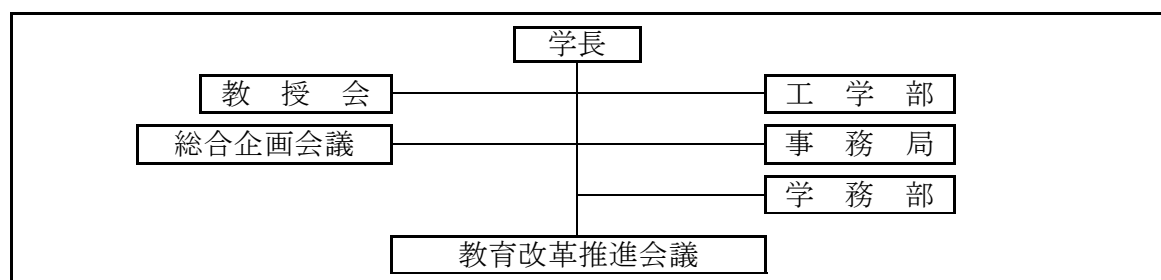 学長
教　授　会
工　学　部
総合企画会議
事　務　局
学　務　部
教育改革推進会議